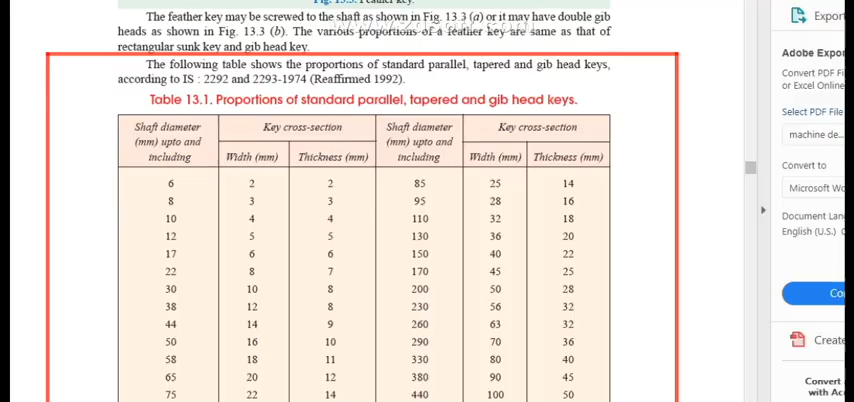 The feather key may be screwed to the shaft as shown in Fig. 13.3 (a) or it may have double gib
heads as shown in Fig. 13.3 (b). The various proportions of a feather key are same as that of
rectangular sunk key and gib head key.
The following table shows the proportions of standard parallel, tapered and gib head keys,
according to IS : 2292 and 2293-1974 (Reaffirmed 1992).
Table 13.1. Proportions of standard parallel, tapered and gib head keys.
Shaft diameter (mm) upto and including Key cross-section Shaft diameter (mm) upto and including Key cross-section
Width (mm) Thickness (mm) Width (mm) Thickness (mm)
6 2 2 85 25 14
8 3 3 95 28 16
10 4 4 110 32 18
12 5 5 130 36 20
17 6 6 150 40 22
22 8 7 170 45 25
30 10 8 200 50 28
38 12 8 230 56 32
44 14 9 260 63 32
50 16 10 290 70 36
58 18 11 330 80 40
65 20 12 380 90 45
75 22 14 440 100 50
Export
Adobe Expor
Convert PDF Fi
or Excel Online
Select PDF File
machine de...
Convert to
Microsoft Wo
Document Lan
English (U.S.)
Co
Create
Convert
with Ac